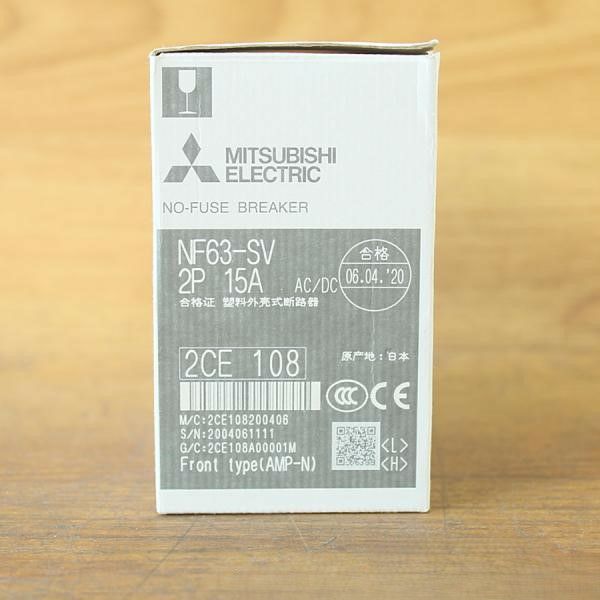 MITSUBISHI
ELECTRIC
NO-FUSE BREAKER
NF63-SV
2P 15A AC/DC
合格
06.04.'20
合格证 塑料外壳式断路器
2CE 108
原产地:日本
M/C:2CE108200406
S/N:2004061111
G/C:2CE108A00001M
Front type(AMP-N)
CCC CE
<L>
<H>